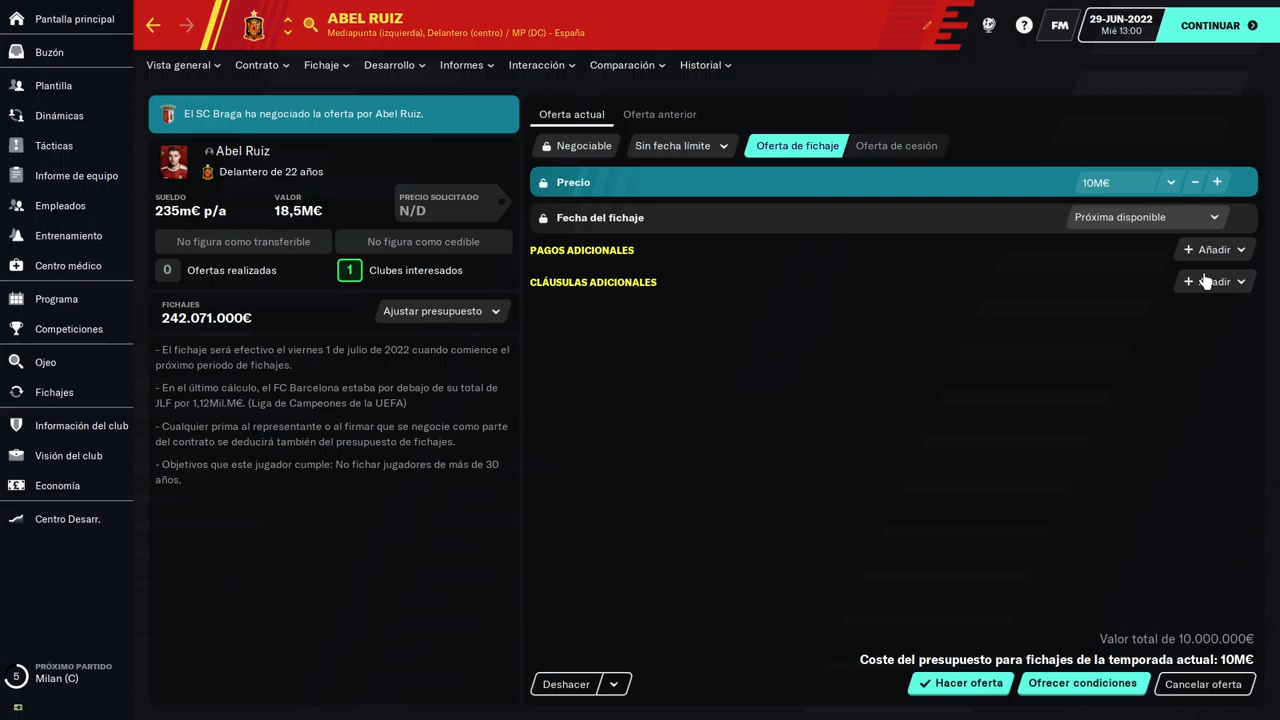 Pantalla principal
Buzón
Plantilla
Dinámicas
Tácticas
Informe de equipo
Empleados
Entrenamiento
Centro médico
Programa
Competiciones
Ojeo
Fichajes
Información del club
Visión del club
Economía
Centro Desarr.
5
PRÓXIMO PARTIDO
Milan (C)
ABEL RUIZ
Mediapunta (izquierda), Delantero (centro) / MP (DC) - España
?
FM
29-JUN-2022
Mié 13:00
CONTINUAR
Vista general
Contrato
Fichaje
Desarrollo
Informes
Interacción
Comparación
Historial
El SC Braga ha negociado la oferta por Abel Ruiz.
Abel Ruiz
Delantero de 22 años
SUELDO
235m€ p/a
VALOR
18,5M€
PRECIO SOLICITADO
N/D
No figura como transferible
No figura como cedible
0 Ofertas realizadas
1 Clubes interesados
FICHAJES
242.071.000€
Ajustar presupuesto
- El fichaje será efectivo el viernes 1 de julio de 2022 cuando comience el
próximo periodo de fichajes.
- En el último cálculo, el FC Barcelona estaba por debajo de su total de
JLF por 1,12Mil.M€. (Liga de Campeones de la UEFA)
- Cualquier prima al representante o al firmar que se negocie como parte
del contrato se deducirá también del presupuesto de fichajes.
- Objetivos que este jugador cumple: No fichar jugadores de más de 30
años.
Oferta actual
Oferta anterior
Negociable
Sin fecha límite
Oferta de fichaje
Oferta de cesión
Precio
10M€
- +
Fecha del fichaje
Próxima disponible
PAGOS ADICIONALES
+ Añadir
CLÁUSULAS ADICIONALES
+ Añadir
Valor total de 10.000.000€
Coste del presupuesto para fichajes de la temporada actual: 10M€
Deshacer
Hacer oferta
Ofrecer condiciones
Cancelar oferta